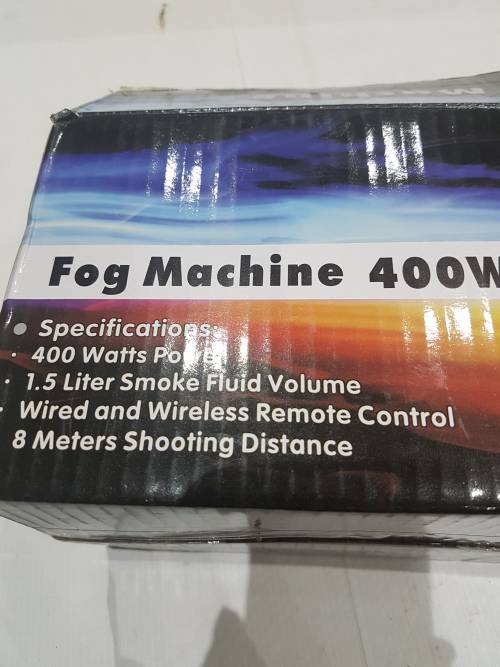 Fog Machine 400W
Specifications
· 400 Watts Power
· 1.5 Liter Smoke Fluid Volume
· Wired and Wireless Remote Control
8 Meters Shooting Distance